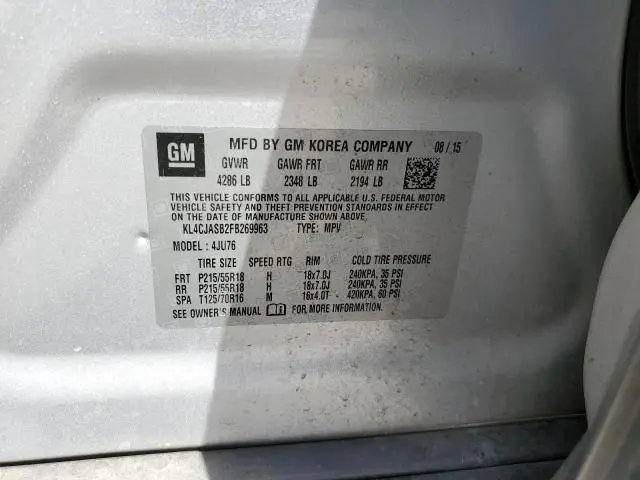 GM MFD BY GM KOREA COMPANY 08 / 15
GVWR GAWR FRT GAWR RR
4286 LB 2348 LB 2194 LB
THIS VEHICLE CONFORMS TO ALL APPLICABLE U.S. FEDERAL MOTOR
VEHICLE SAFETY AND THEFT PREVENTION STANDARDS IN
EFFECT ON THE DATE OF MANUFACTURE SHOWN ABOVE.
KL4CJASB2FB269963 TYPE: MPV
MODEL : 4JU76
TIRE SIZE SPEED RTG RIM COLD TIRE PRESSURE
FRT P215/55R18 H 18x7.0J 240KPA, 35 PSI
RR P215/55R18 H 18x7.0J 240KPA, 35 PSI
SPA T125/70R16 M 16x4.0T 420KPA, 60 PSI
SEE OWNER'S MANUAL FOR MORE INFORMATION.